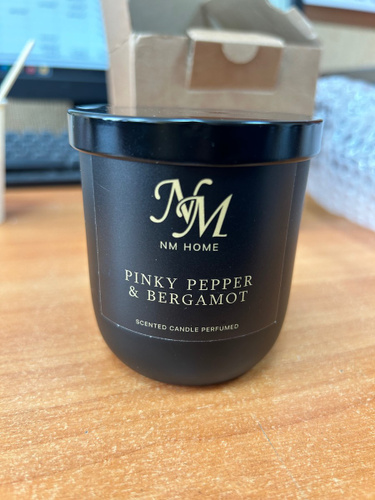 NM
NM HOME
PINKY PEPPER
& BERGAMOT
SCENTED CANDLE PERFUMED